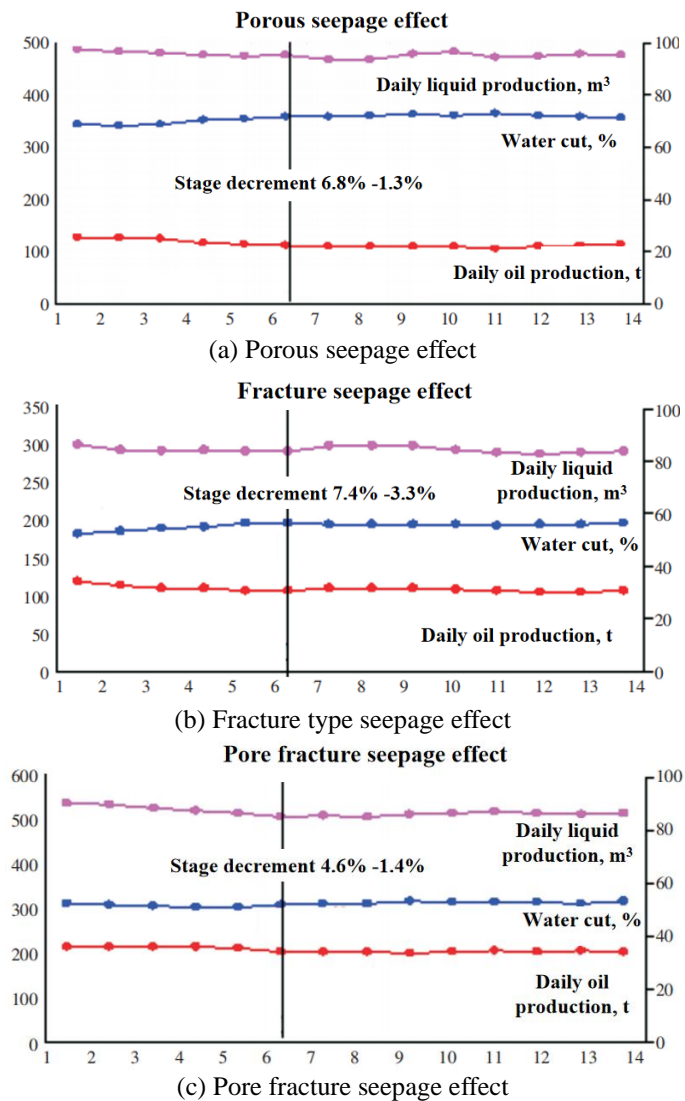 Porous seepage effect
500
400
300
200
100
0
100
80
60
40
20
0
Daily liquid production, m³
Water cut, %
Stage decrement 6.8% -1.3%
Daily oil production, t
1 2 3 4 5 6 7 8 9 10 11 12 13 14
(a) Porous seepage effect
Fracture seepage effect
350
300
250
200
150
100
50
0
100
80
60
40
20
0
Daily liquid
production, m³
Stage decrement 7.4% -3.3%
Water cut, %
Daily oil production, t
1 2 3 4 5 6 7 8 9 10 11 12 13 14
(b) Fracture type seepage effect
Pore fracture seepage effect
600
500
400
300
200
100
0
100
80
60
40
20
0
Daily liquid
production, m³
Stage decrement 4.6% -1.4%
Water cut, %
Daily oil
production, t
1 2 3 4 5 6 7 8 9 10 11 12 13 14
(c) Pore fracture seepage effect